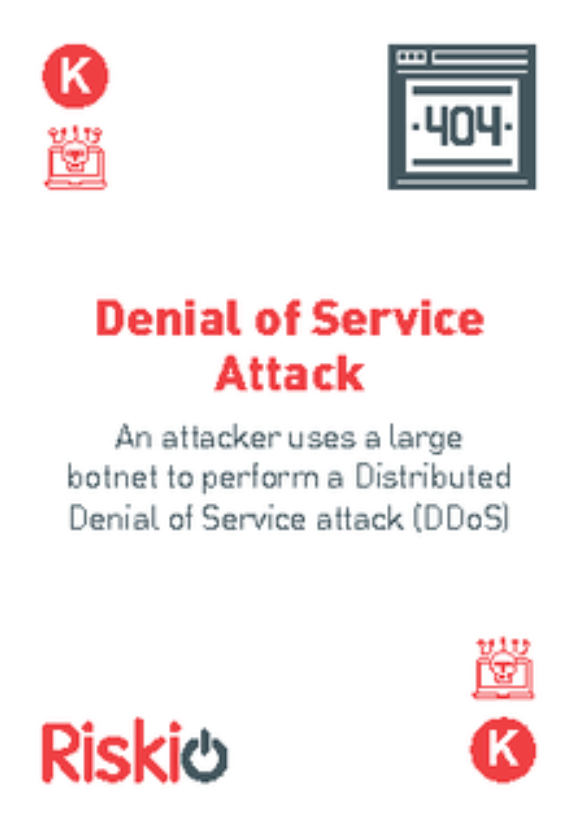 K
·404·
Denial of Service
Attack
An attacker uses a large
botnet to perform a Distributed
Denial of Service attack (DDoS)
Riskio
K